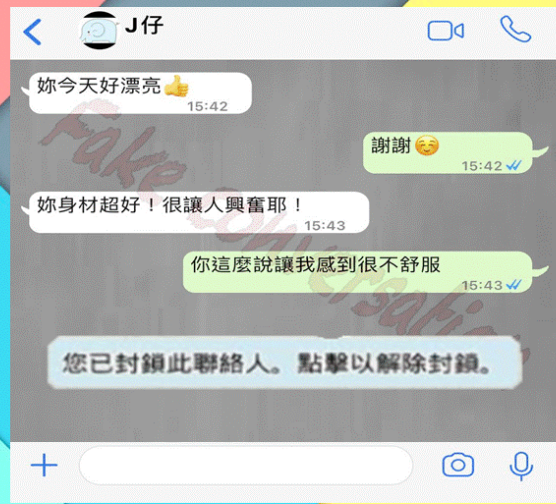 J仔
妳今天好漂亮👍
15:42
謝謝☺️
15:42
妳身材超好！很讓人興奮耶！
15:43
你這麼說讓我感到很不舒服
15:43
Fake conversation
您已封鎖此聯絡人。點擊以解除封鎖。